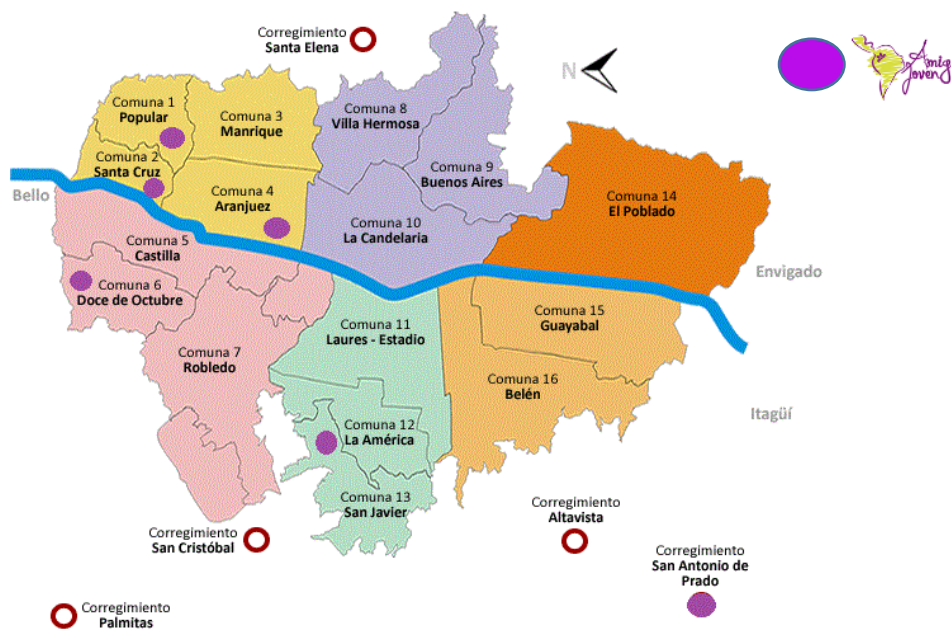 Corregimiento
Santa Elena
N
Amiga
Joven
Comuna 1
Popular
Comuna 3
Manrique
Comuna 8
Villa Hermosa
Comuna 2
Santa Cruz
Comuna 9
Buenos Aires
Bello
Comuna 4
Aranjuez
Comuna 14
El Poblado
Comuna 10
La Candelaria
Comuna 5
Castilla
Envigado
Comuna 6
Doce de Octubre
Comuna 15
Guayabal
Comuna 11
Laures - Estadio
Comuna 7
Robledo
Comuna 16
Belén
Itagüí
Comuna 12
La América
Comuna 13
San Javier
Corregimiento
Altavista
Corregimiento
San Cristóbal
Corregimiento
San Antonio de
Prado
Corregimiento
Palmitas